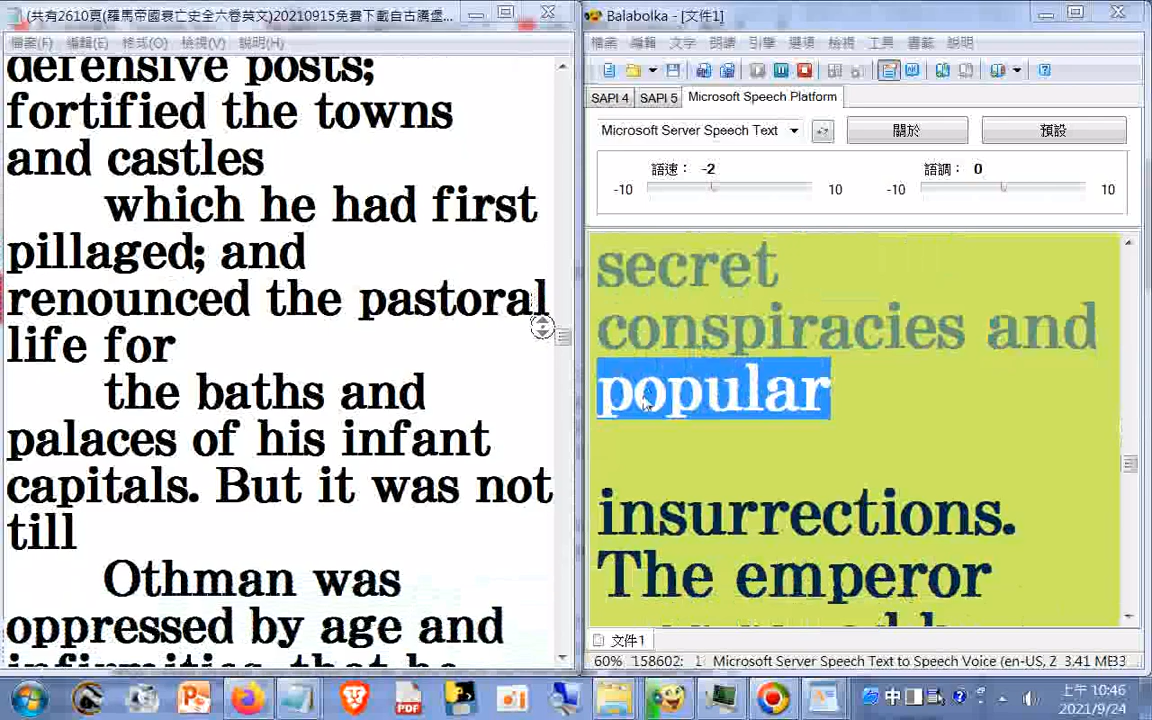 (共有2610頁(羅馬帝國衰亡史全六卷英文)20210915免費下載自古騰堡...
檔案(F) 編輯(E) 格式(O) 檢視(V) 說明(H)
defensive posts;
fortified the towns
and castles
which he had first
pillaged; and
renounced the pastoral
life for
the baths and
palaces of his infant
capitals. But it was not
till
Othman was
oppressed by age and
infirmities, that he
Balabolka - [文件1]
檔案 編輯 文字 朗讀 引擎 選項 檢視 工具 書籤 說明
SAPI 4 SAPI 5 Microsoft Speech Platform
Microsoft Server Speech Text 關於 預設
語速： -2 語調： 0
-10 10 -10 10
secret
conspiracies and
popular
insurrections.
The emperor
文件1
60% 158602: 1 Microsoft Server Speech Text to Speech Voice (en-US, 2 3.41 MB33
PDF
中
上午 10:46
2021/9/24